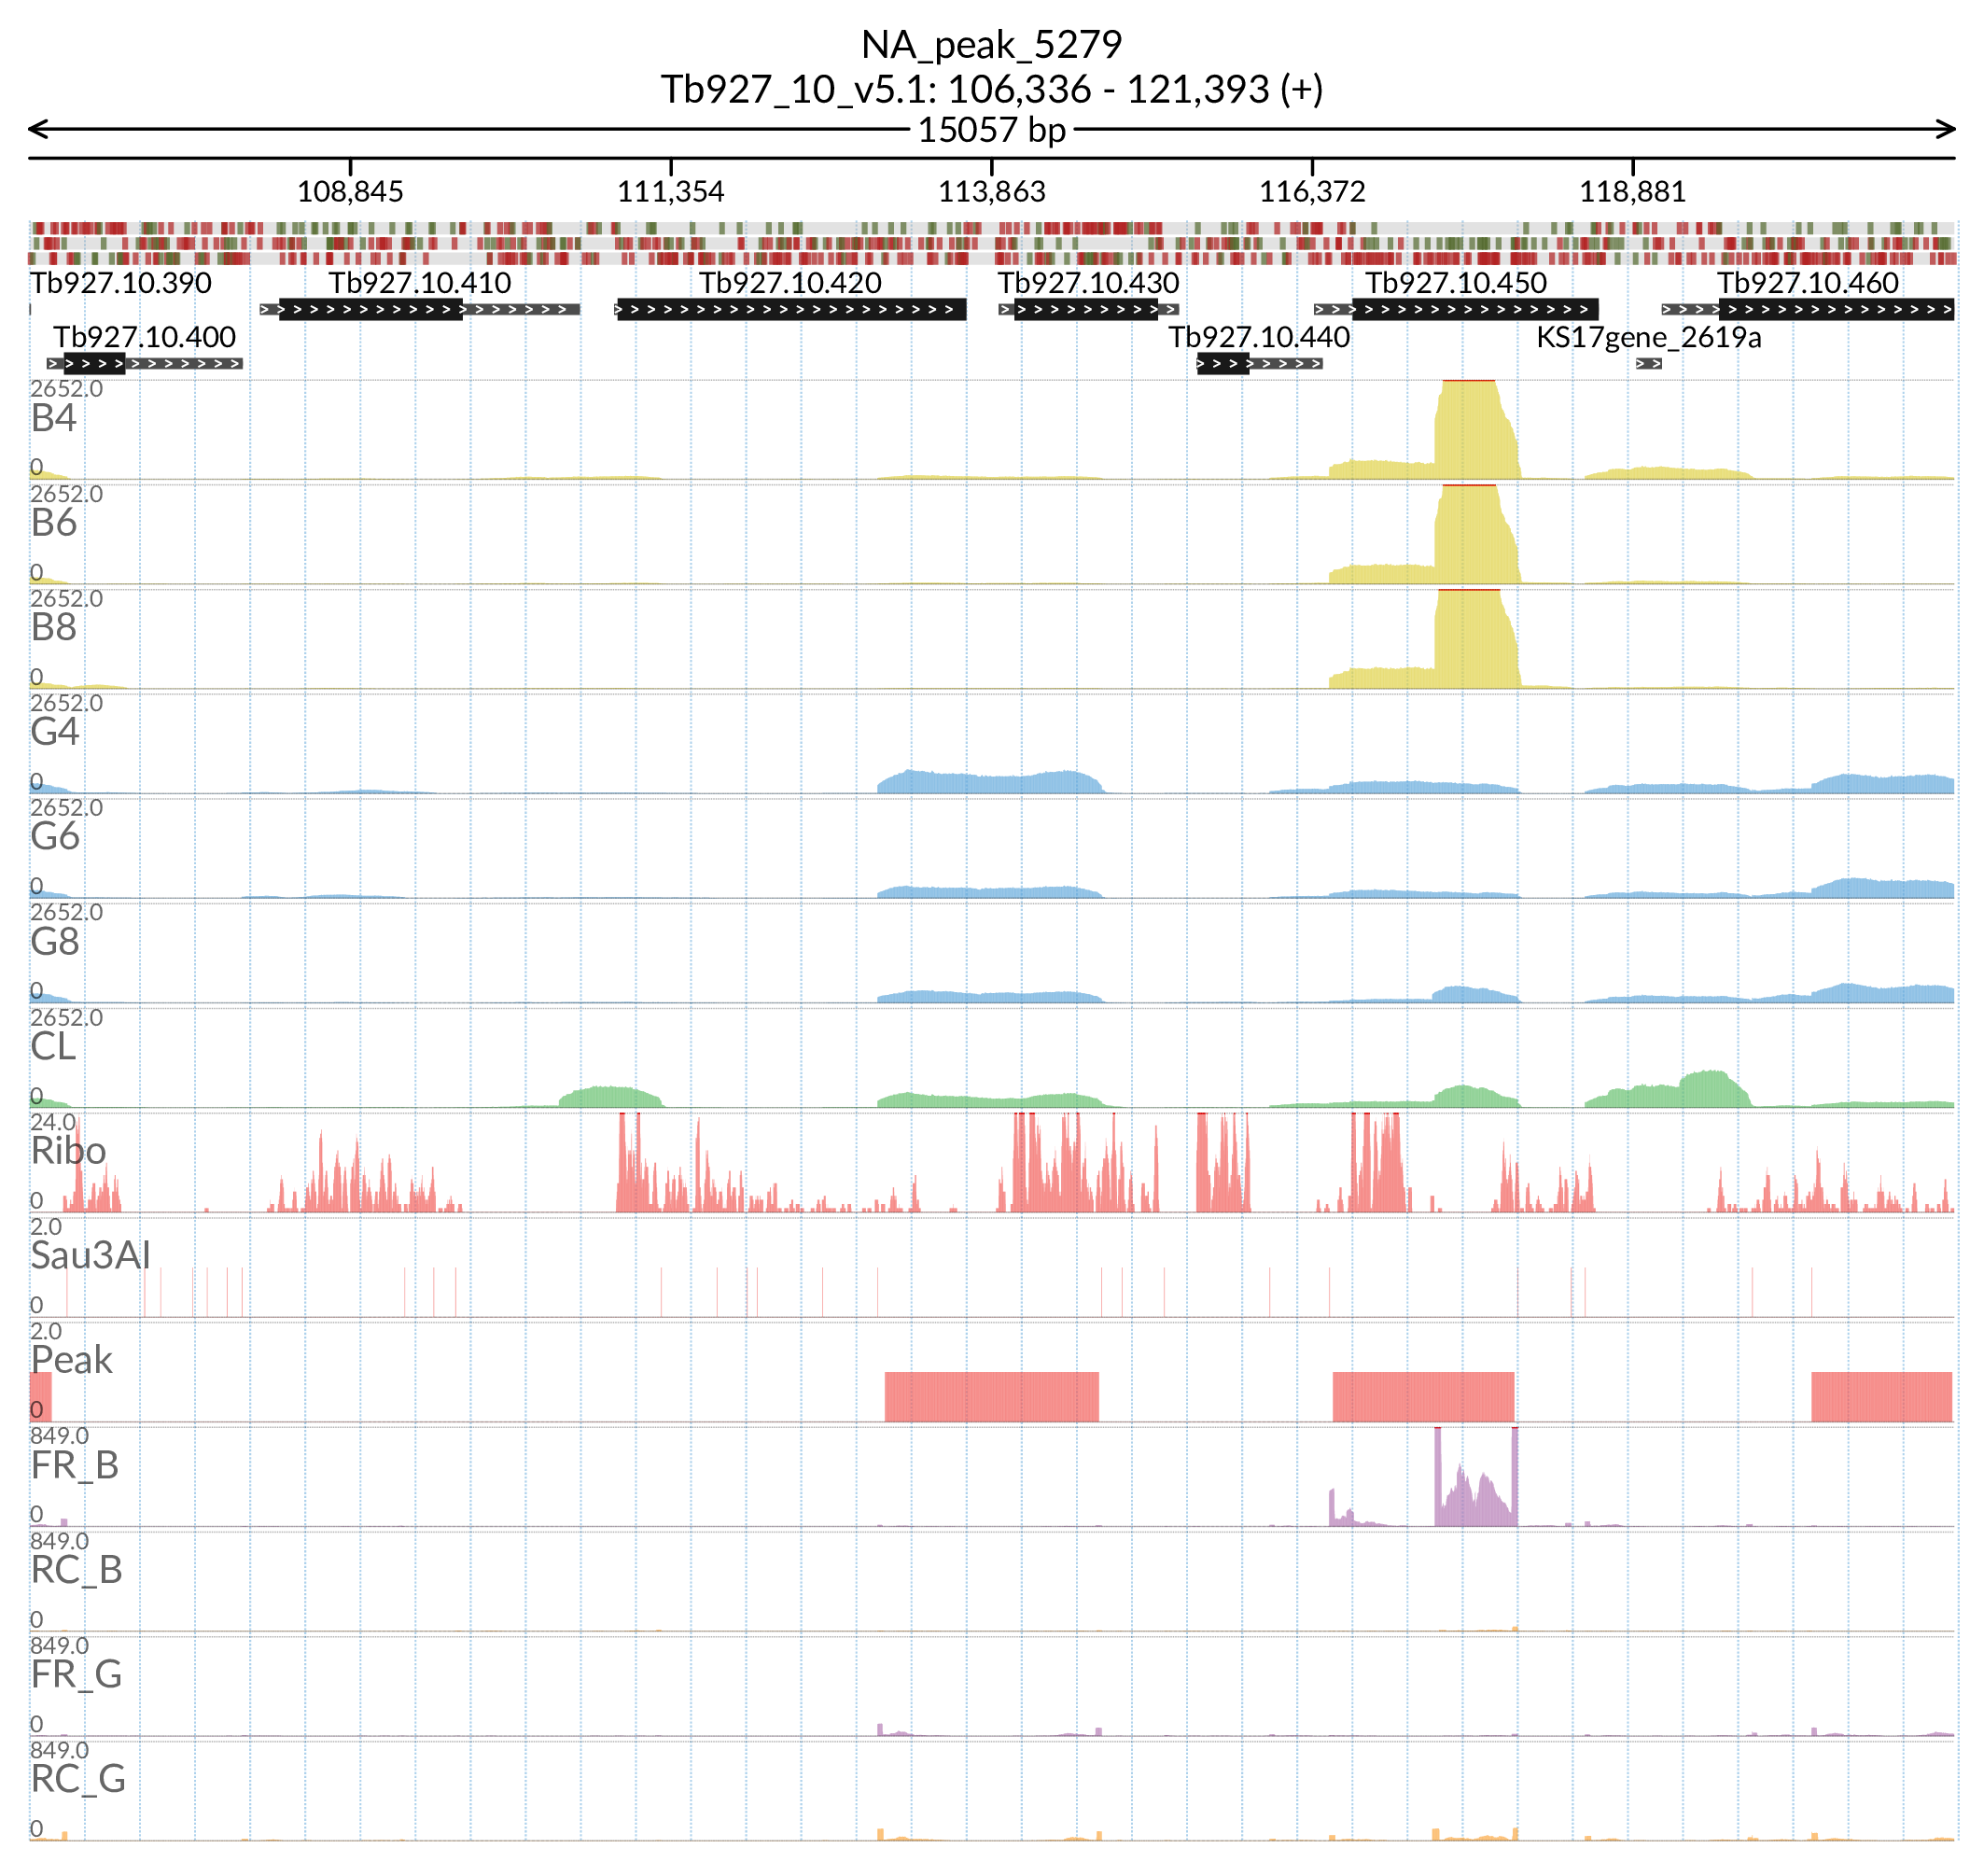 NA_peak_5279
Tb927_10_v5.1: 106,336 - 121,393 (+)
15057 bp
108,845 111,354 113,863 116,372 118,881
Tb927.10.390 Tb927.10.410 Tb927.10.420 Tb927.10.430 Tb927.10.450 Tb927.10.460
Tb927.10.400 Tb927.10.440 KS17gene_2619a
2652.0
B4
0
2652.0
B6
0
2652.0
B8
0
2652.0
G4
0
2652.0
G6
0
2652.0
G8
0
2652.0
CL
0
24.0
Ribo
0
2.0
Sau3AI
0
2.0
Peak
0
849.0
FR_B
0
849.0
RC_B
0
849.0
FR_G
0
849.0
RC_G
0